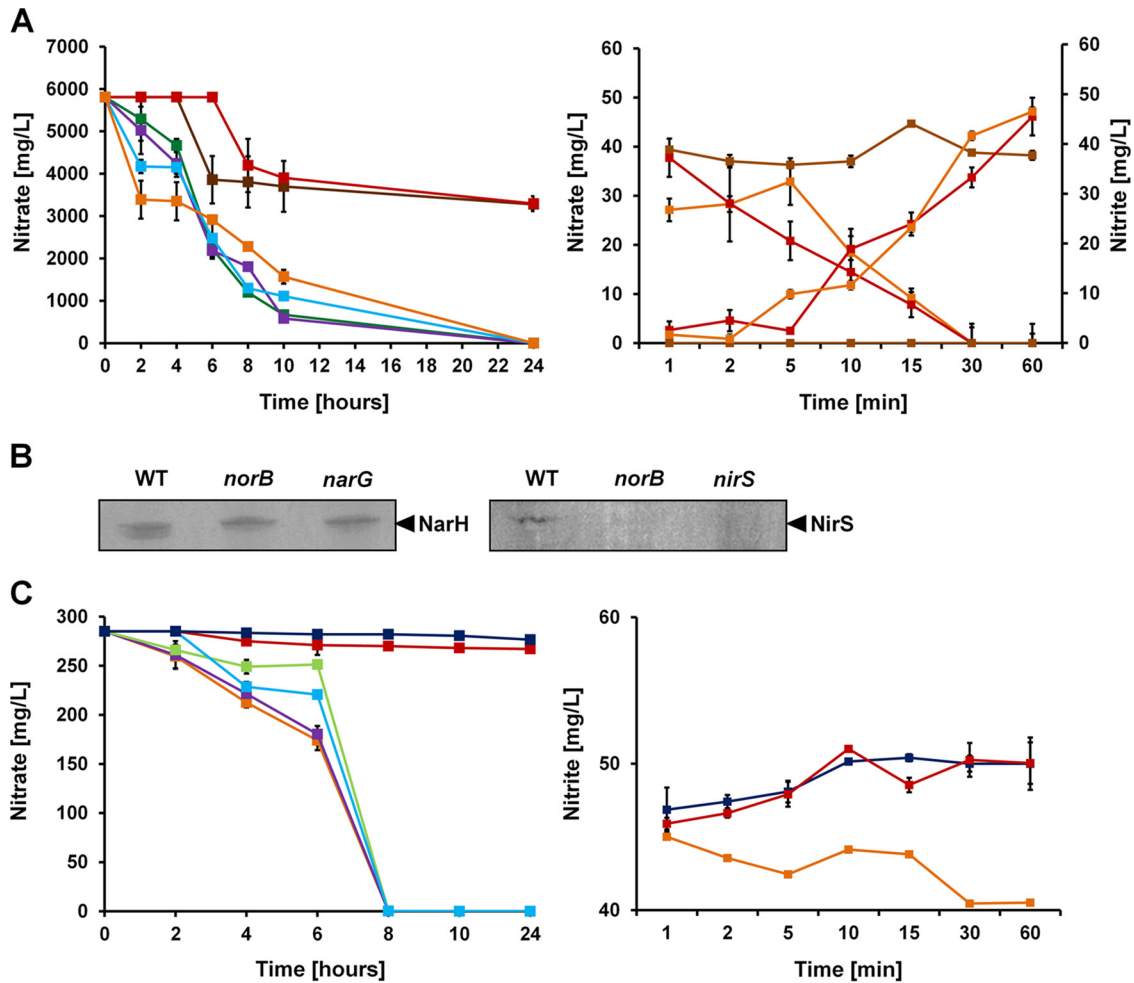 A
Nitrate [mg/L]
7000
6000
5000
4000
3000
2000
1000
0
0 2 4 6 8 10 12 14 16 18 20 22 24
Time [hours]
Nitrate [mg/L]
60
50
40
30
20
10
0
1 2 5 10 15 30 60
Time [min]
60
50
40
30
20
10
0
Nitrite [mg/L]
B
WT norB narG
NarH
WT norB nirS
NirS
C
Nitrate [mg/L]
300
250
200
150
100
50
0
0 2 4 6 8 10 24
Time [hours]
Nitrite [mg/L]
60
50
40
1 2 5 10 15 30 60
Time [min]